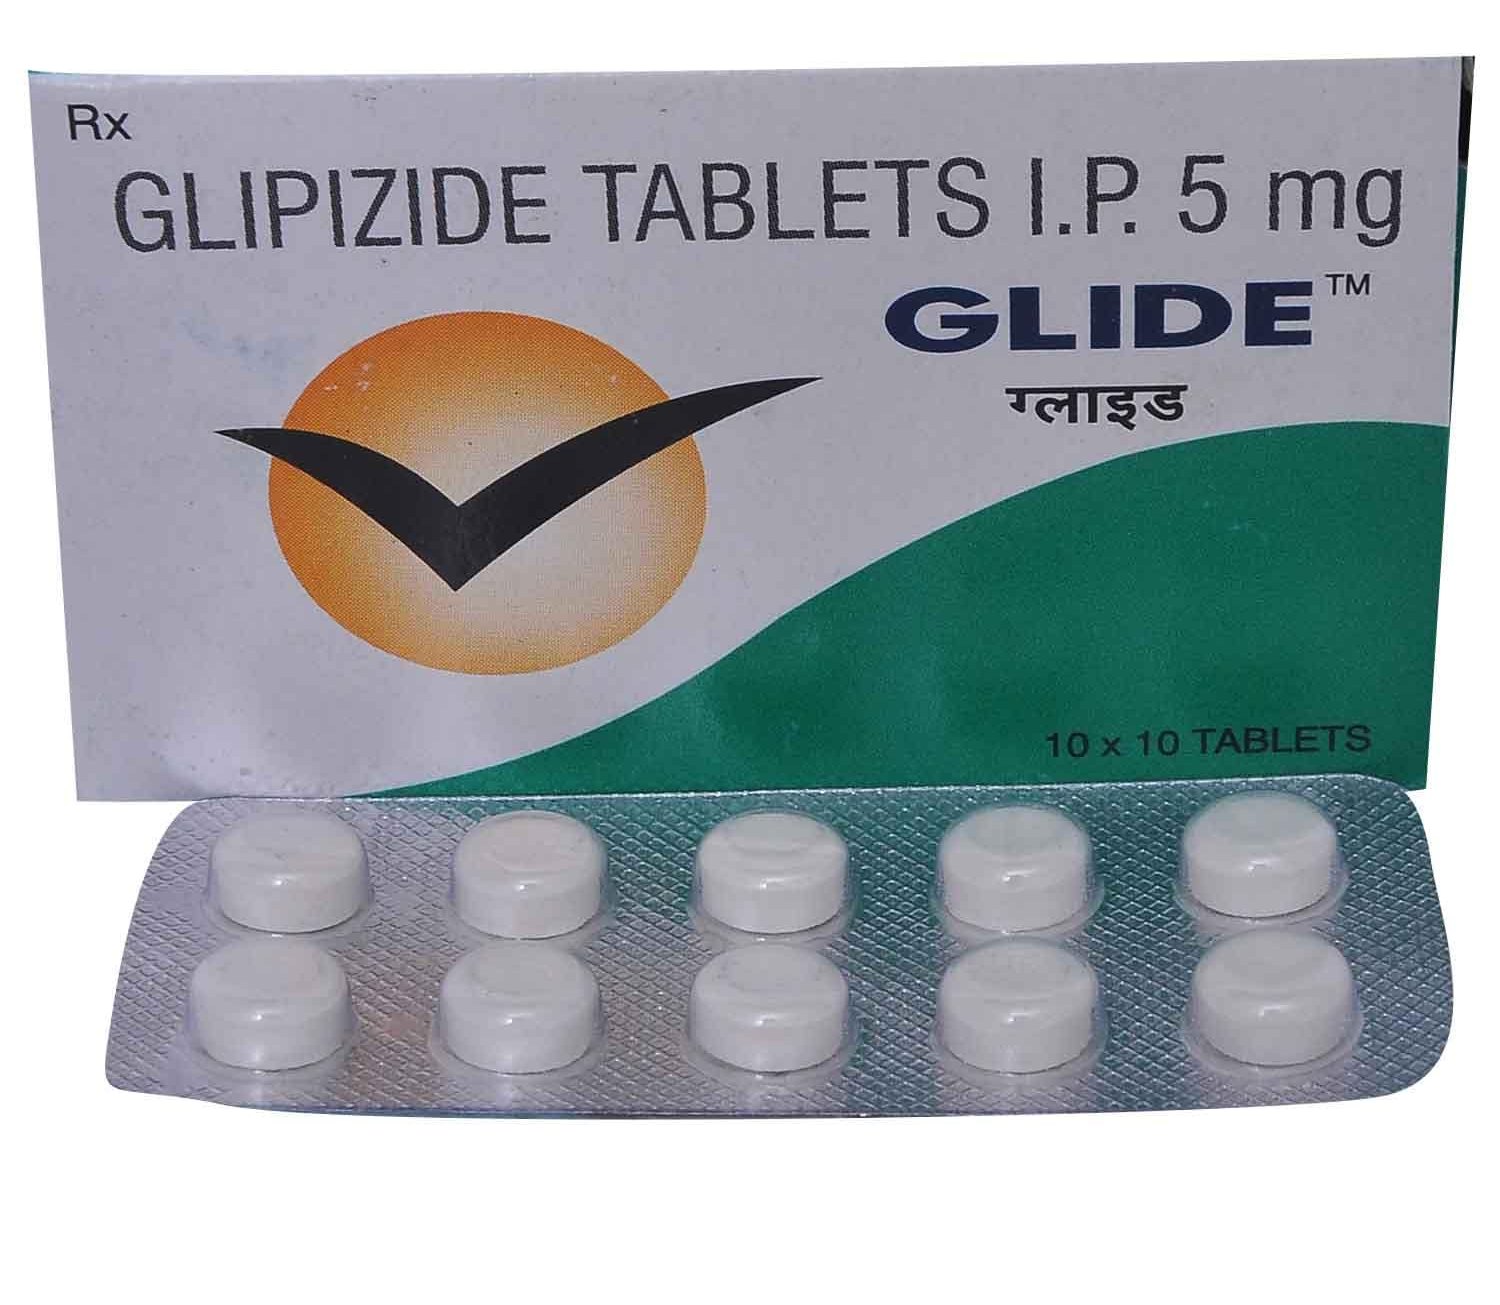 Rx
GLIPIZIDE TABLETS I.P. 5 mg
GLIDE™
ग्लाइड
10 x 10 TABLETS